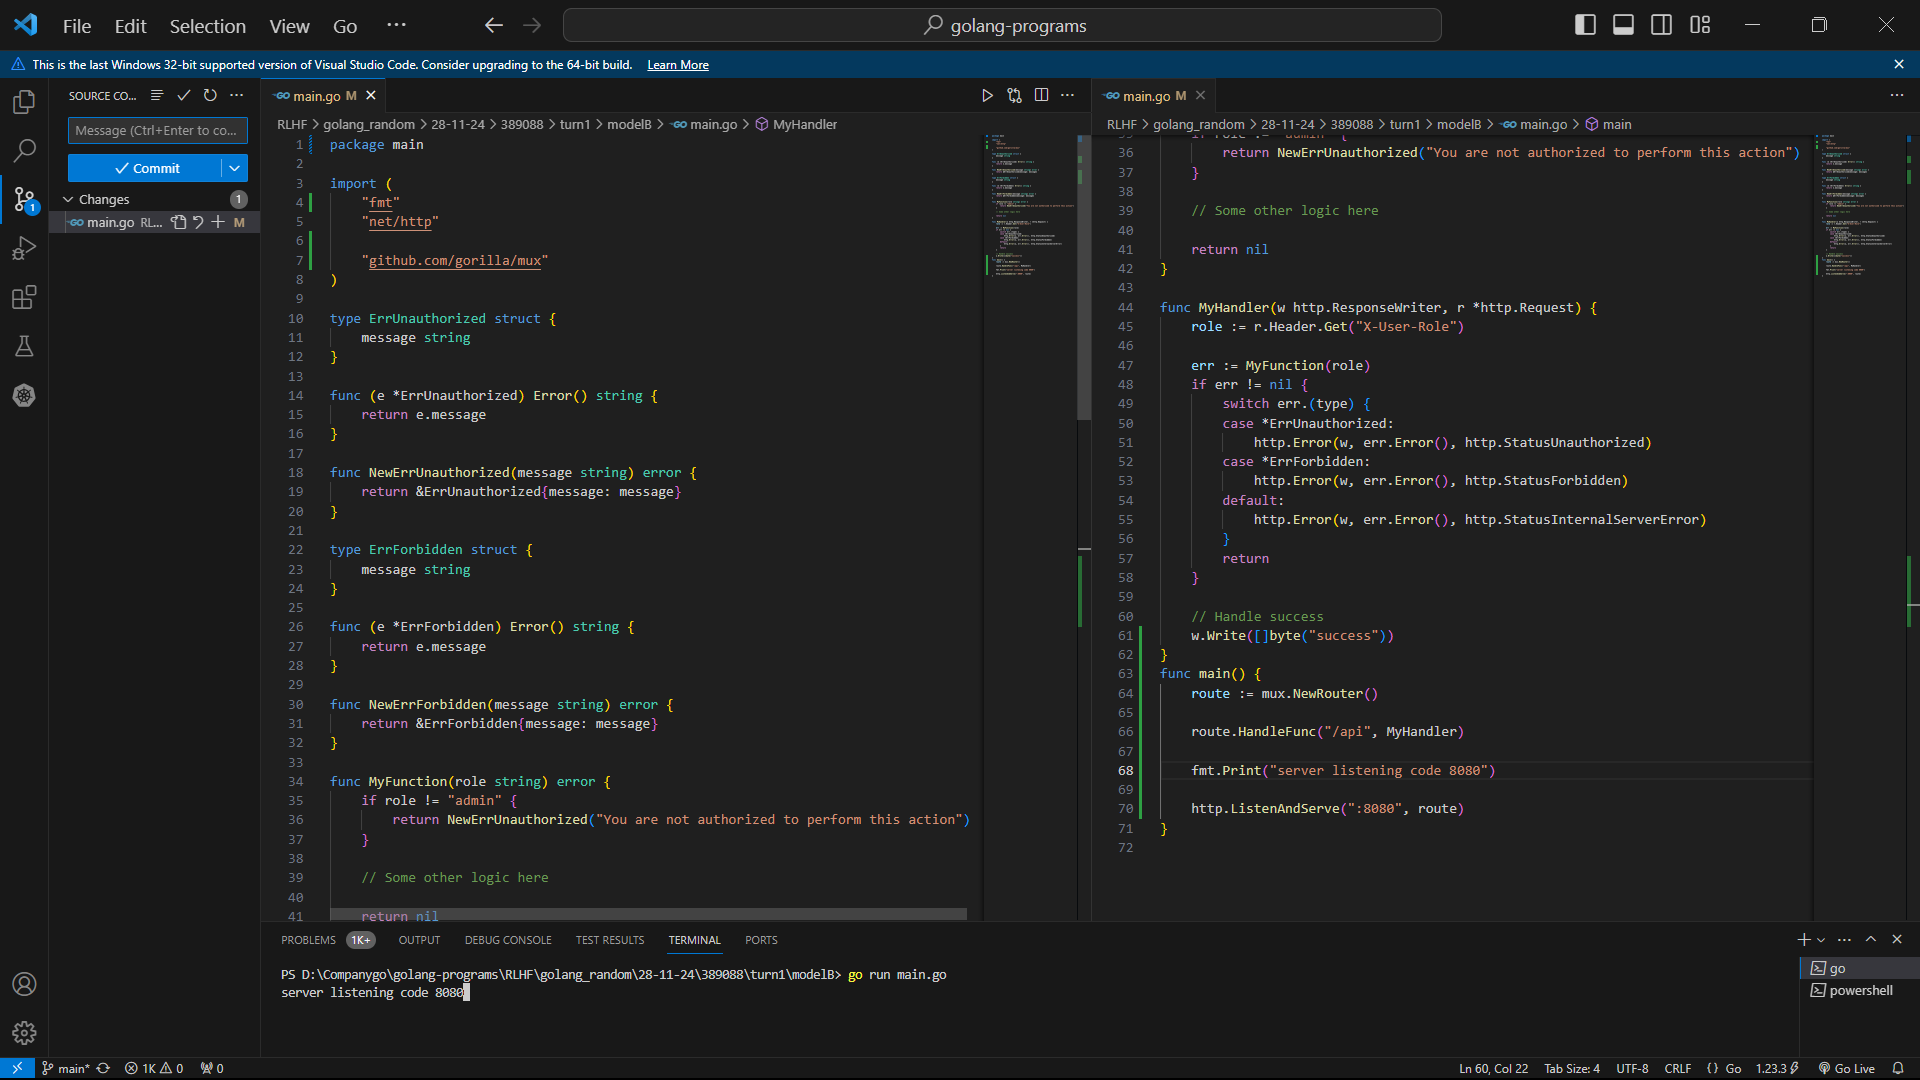 File Edit Selection View Go ···
golang-programs
This is the last Windows 32-bit supported version of Visual Studio Code. Consider upgrading to the 64-bit build. Learn More
SOURCE CO...
Message (Ctrl+Enter to co...
Commit
Changes 1
main.go RL... M
1
main.go M
RLHF > golang_random > 28-11-24 > 389088 > turn1 > modelB > main.go > MyHandler
1 package main
2
3 import (
4 "fmt"
5 "net/http"
6
7 "github.com/gorilla/mux"
8 )
9
10 type ErrUnauthorized struct {
11 message string
12 }
13
14 func (e *ErrUnauthorized) Error() string {
15 return e.message
16 }
17
18 func NewErrUnauthorized(message string) error {
19 return &ErrUnauthorized{message: message}
20 }
21
22 type ErrForbidden struct {
23 message string
24 }
25
26 func (e *ErrForbidden) Error() string {
27 return e.message
28 }
29
30 func NewErrForbidden(message string) error {
31 return &ErrForbidden{message: message}
32 }
33
34 func MyFunction(role string) error {
35 if role != "admin" {
36 return NewErrUnauthorized("You are not authorized to perform this action")
37 }
38
39 // Some other logic here
40
41 return nil
main.go M
RLHF > golang_random > 28-11-24 > 389088 > turn1 > modelB > main.go > main
35 if role != "admin" {
36 return NewErrUnauthorized("You are not authorized to perform this action")
37 }
38
39 // Some other logic here
40
41 return nil
42 }
43
44 func MyHandler(w http.ResponseWriter, r *http.Request) {
45 role := r.Header.Get("X-User-Role")
46
47 err := MyFunction(role)
48 if err != nil {
49 switch err.(type) {
50 case *ErrUnauthorized:
51 http.Error(w, err.Error(), http.StatusUnauthorized)
52 case *ErrForbidden:
53 http.Error(w, err.Error(), http.StatusForbidden)
54 default:
55 http.Error(w, err.Error(), http.StatusInternalServerError)
56 }
57 return
58 }
59
60 // Handle success
61 w.Write([]byte("success"))
62 }
63 func main() {
64 route := mux.NewRouter()
65
66 route.HandleFunc("/api", MyHandler)
67
68 fmt.Print("server listening code 8080")
69
70 http.ListenAndServe(":8080", route)
71 }
72
PROBLEMS 1K+ OUTPUT DEBUG CONSOLE TEST RESULTS TERMINAL PORTS
PS D:\Companygo\golang-programs\RLHF\golang_random\28-11-24\389088\turn1\modelB> go run main.go
server listening code 8080
go
powershell
main* 1K 0 0 Ln 60, Col 22 Tab Size: 4 UTF-8 CRLF {} Go 1.23.3 Go Live